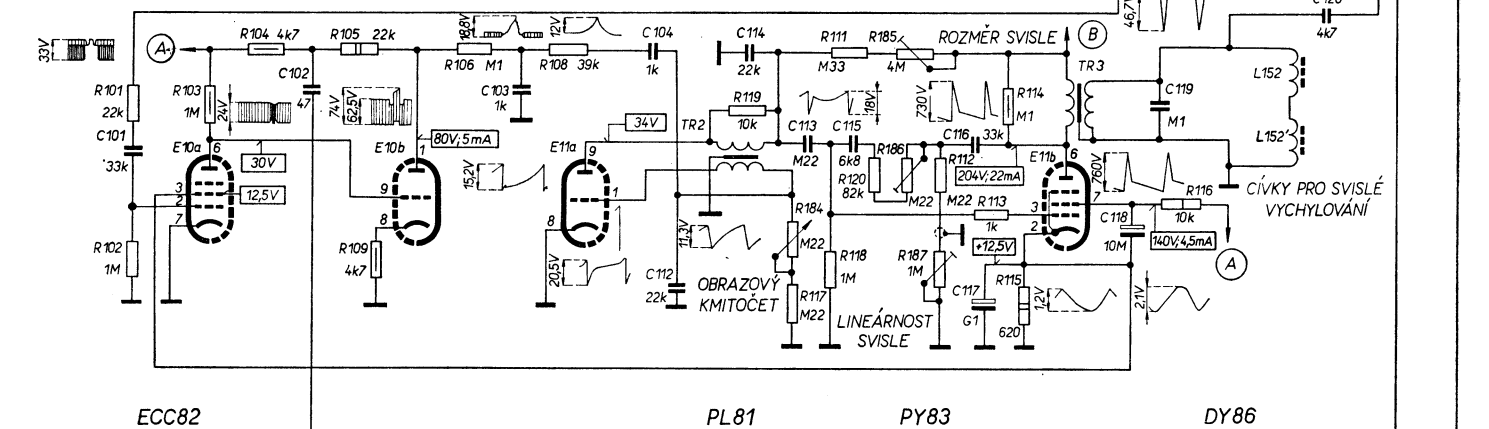 46,7V
C120
4k7
33V
A
R104 4k7
R105 22k
18,8V
12V
C104
1k
C114
22k
R111
M33
R185
4M
ROZMĚR SVISLE
B
TR3
R101
22k
R103
1M
24V
C102
47
74V
62,5V
R106 M1
R108 39k
C103
1k
R119
10k
18V
730V
R114
M1
C119
M1
L152
L152'
C101
33k
E10a
6
30V
12,5V
3
2
7
E10b
1
80V; 5mA
9
8
15,2V
E11a
9
34V
1
8
TR2
C113
M22
C115
6k8
R120
82k
R186
M22
C116 33k
R112
M22
204V; 22mA
E11b
6
760V
7
3
2
R116
10k
CÍVKY PRO SVISLÉ
VYCHYLOVÁNÍ
R102
1M
R109
4k7
20,5V
11,3V
C112
22k
R184
M22
OBRAZOVÝ
KMITOČET
R117
M22
R118
1M
R113
1k
R187
1M
+12,5V
C118
10M
140V; 4,5mA
A
C117
G1
R115
620
1,2V
2,1V
LINEÁRNOST
SVISLE
ECC82
PL81
PY83
DY86